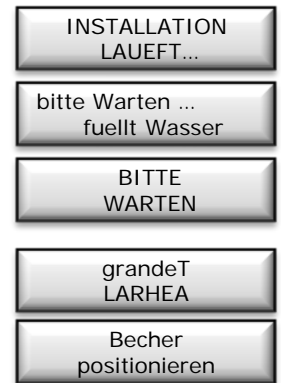 INSTALLATION
LAUEFT...
bitte Warten ...
fuellt Wasser
BITTE
WARTEN
grandeT
LARHEA
Becher
positionieren